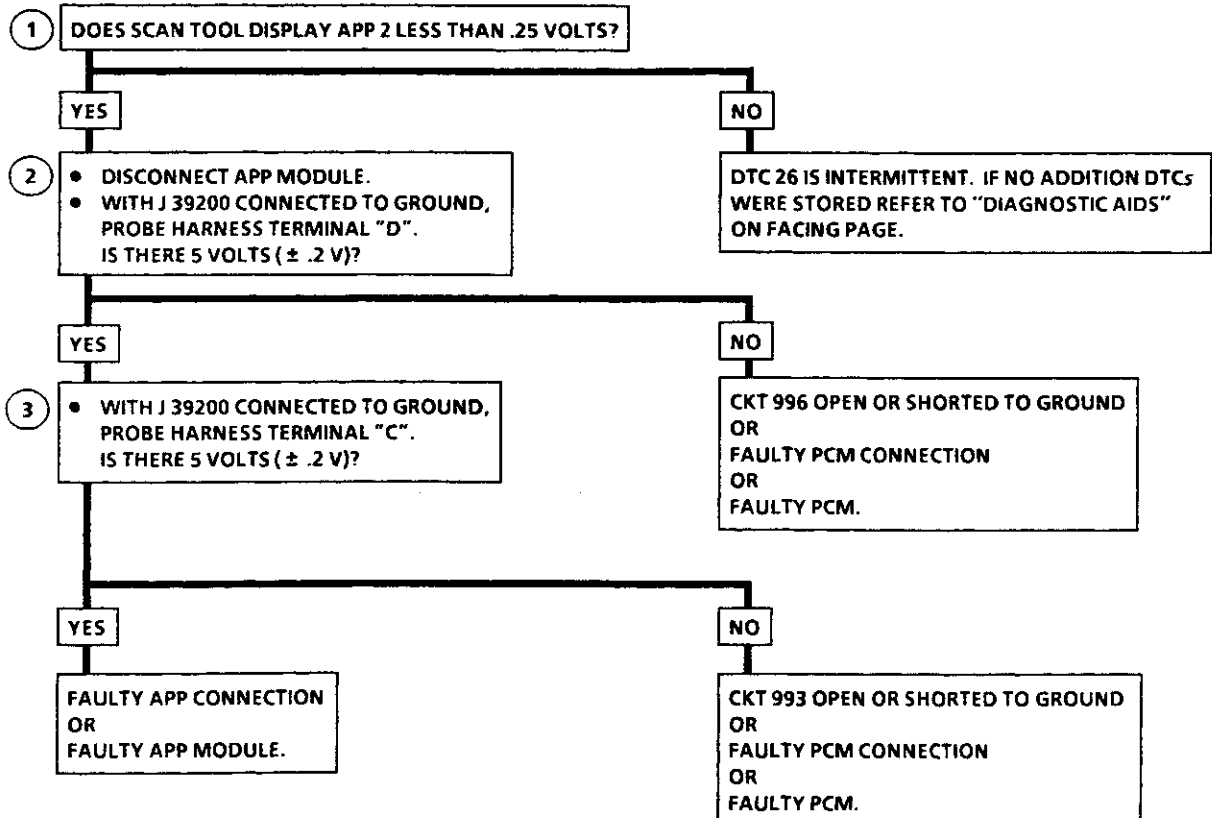 1
DOES SCAN TOOL DISPLAY APP 2 LESS THAN .25 VOLTS?
YES
NO
2
• DISCONNECT APP MODULE.
• WITH J 39200 CONNECTED TO GROUND,
PROBE HARNESS TERMINAL "D".
IS THERE 5 VOLTS ( ± .2 V)?
DTC 26 IS INTERMITTENT. IF NO ADDITION DTCs
WERE STORED REFER TO "DIAGNOSTIC AIDS"
ON FACING PAGE.
YES
NO
3
• WITH J 39200 CONNECTED TO GROUND,
PROBE HARNESS TERMINAL "C".
IS THERE 5 VOLTS ( ± .2 V)?
CKT 996 OPEN OR SHORTED TO GROUND
OR
FAULTY PCM CONNECTION
OR
FAULTY PCM.
YES
NO
FAULTY APP CONNECTION
OR
FAULTY APP MODULE.
CKT 993 OPEN OR SHORTED TO GROUND
OR
FAULTY PCM CONNECTION
OR
FAULTY PCM.